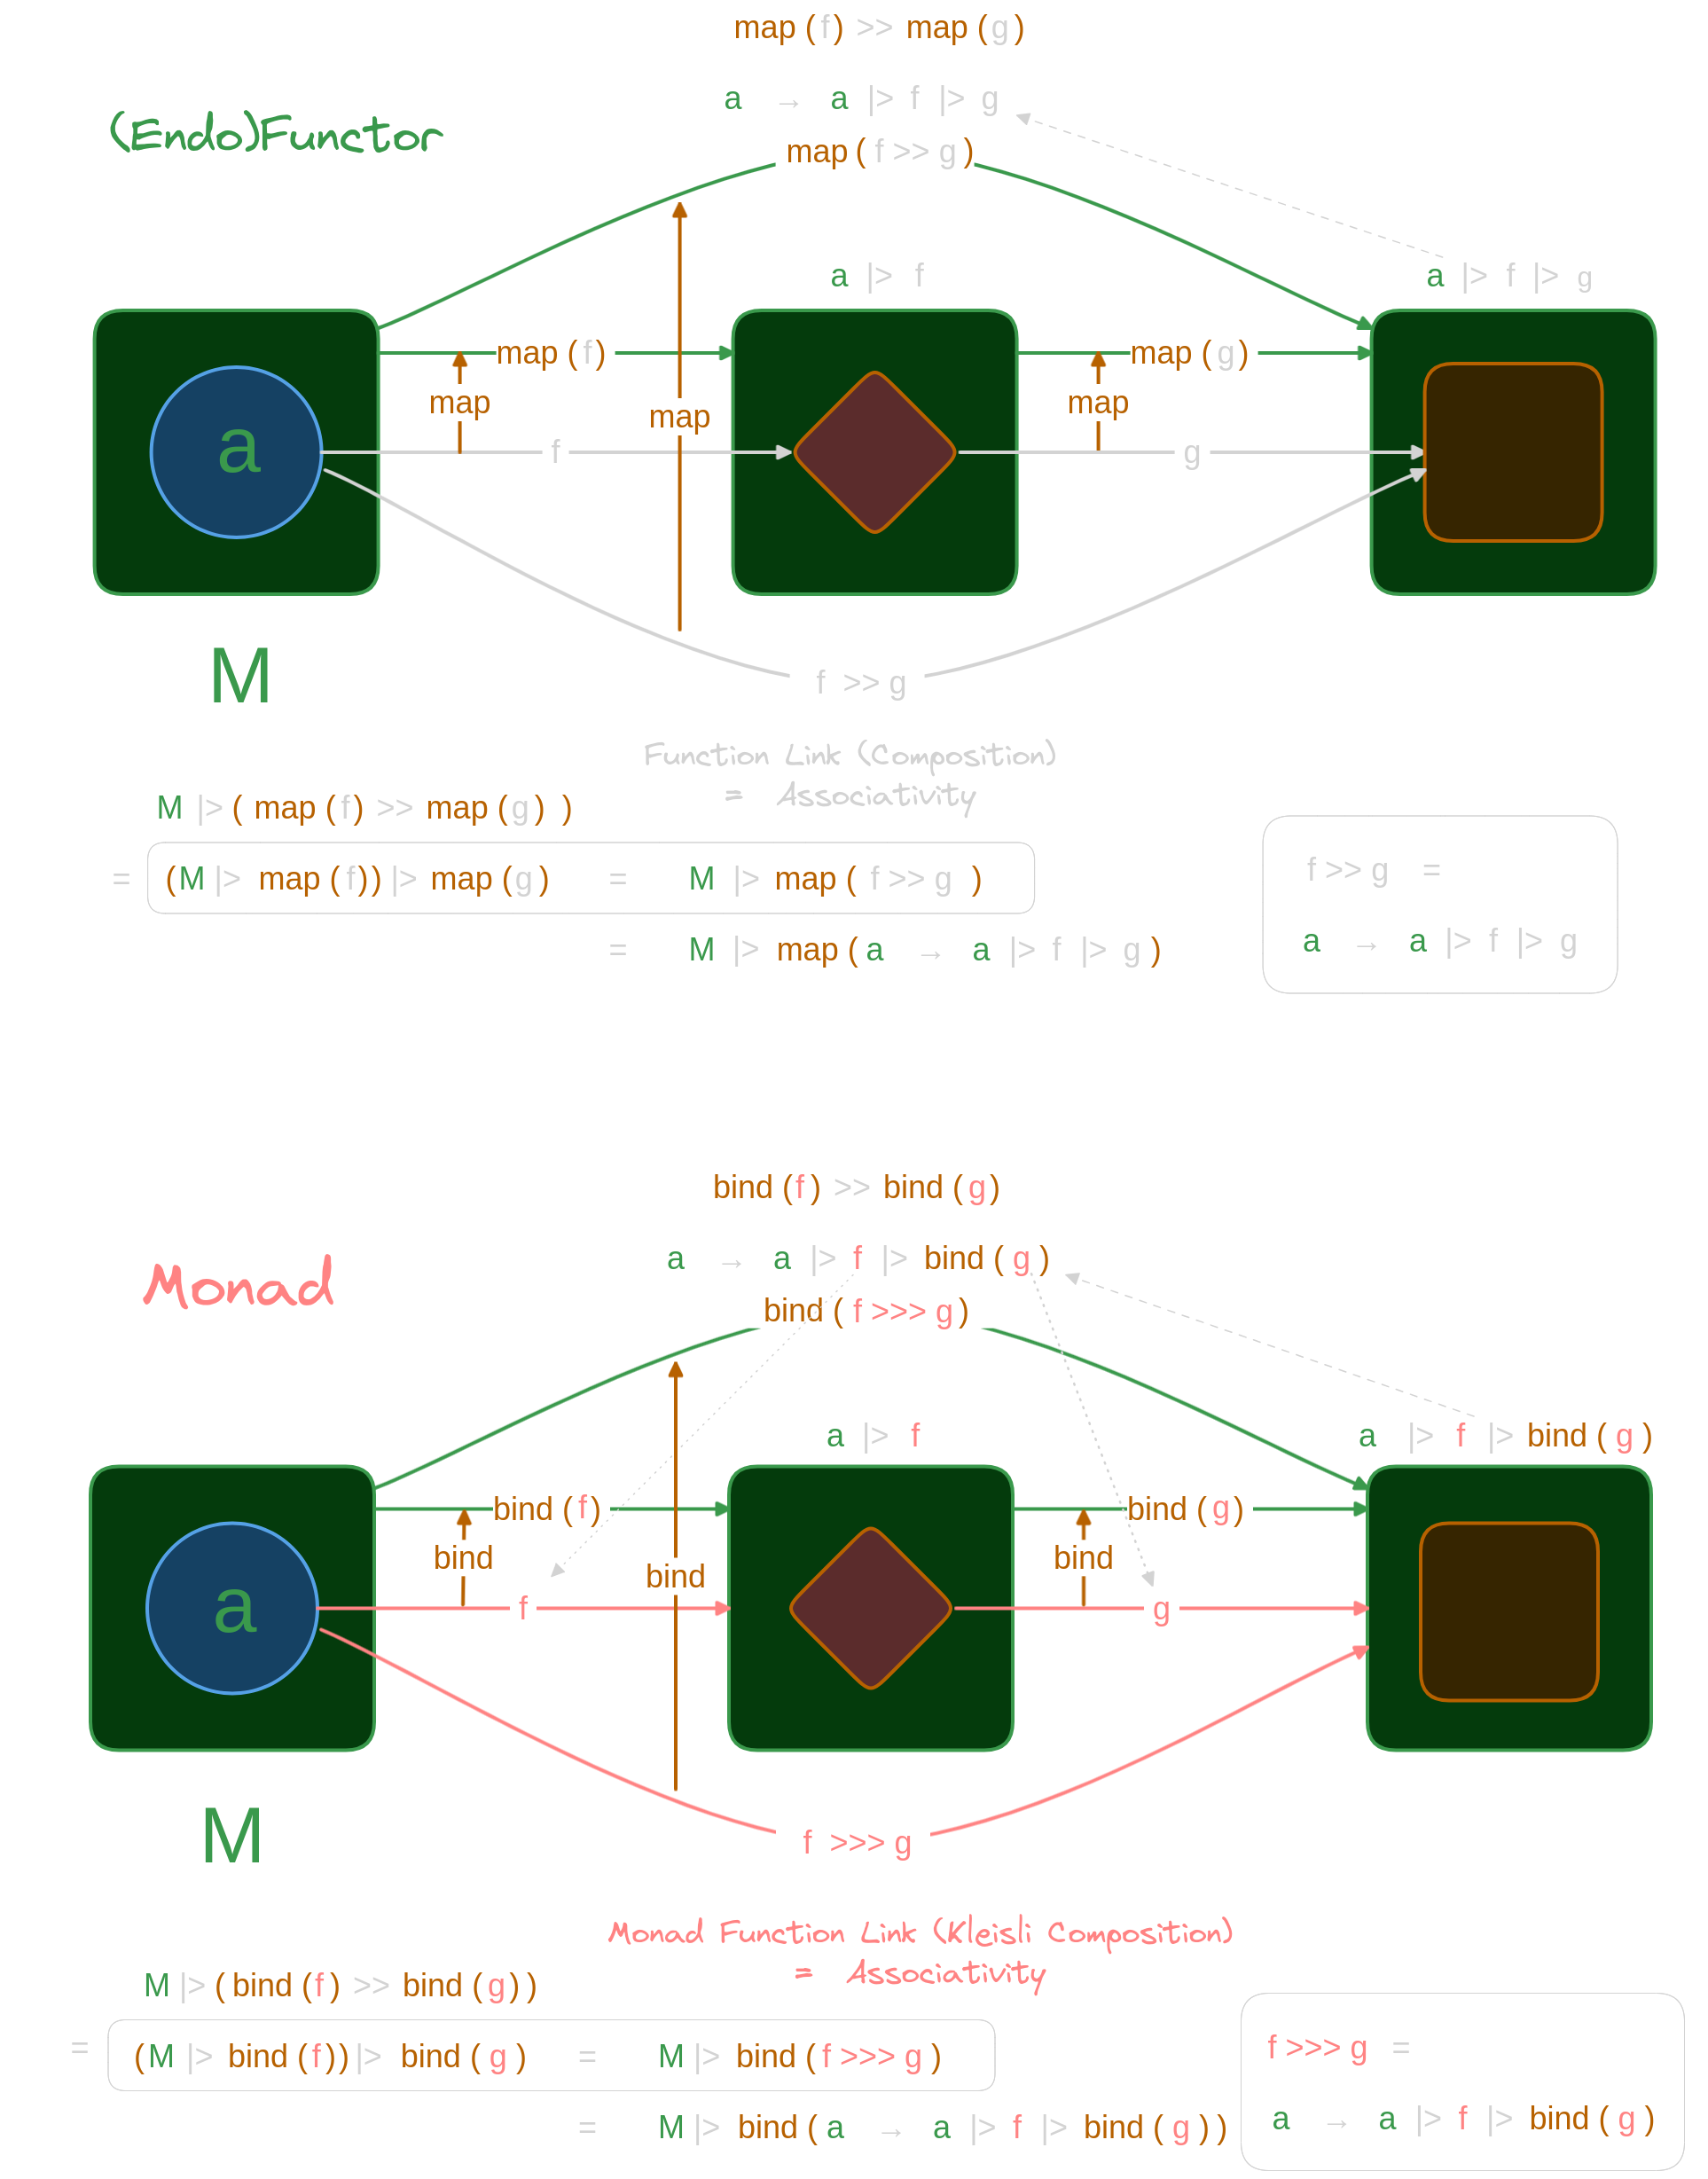 map ( f ) >> map ( g )
a → a |> f |> g
(Endo)Functor
map ( f >> g )
a |> f
a |> f |> g
map ( f )
map ( g )
map
map
map
a
f
g
M
f >> g
Function Link (Composition)
= Associativity
M |> ( map ( f ) >> map ( g ) )
= (M |> map ( f ) ) |> map ( g ) = M |> map ( f >> g )
= M |> map ( a → a |> f |> g )
f >> g =
a → a |> f |> g
bind ( f ) >> bind ( g )
a → a |> f |> bind ( g )
Monad
bind ( f >>> g )
a |> f
a |> f |> bind ( g )
bind ( f )
bind ( g )
bind
bind
bind
a
f
g
M
f >>> g
Monad Function Link (Kleisli Composition)
= Associativity
M |> ( bind ( f ) >> bind ( g ) )
= ( M |> bind ( f ) ) |> bind ( g ) = M |> bind ( f >>> g )
= M |> bind ( a → a |> f |> bind ( g ) )
f >>> g =
a → a |> f |> bind ( g )